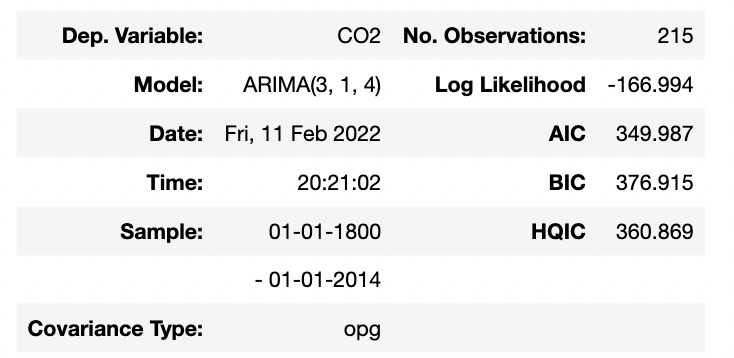 Dep. Variable: CO2 No. Observations: 215
Model: ARIMA(3, 1, 4) Log Likelihood -166.994
Date: Fri, 11 Feb 2022 AIC 349.987
Time: 20:21:02 BIC 376.915
Sample: 01-01-1800 HQIC 360.869
- 01-01-2014
Covariance Type: opg